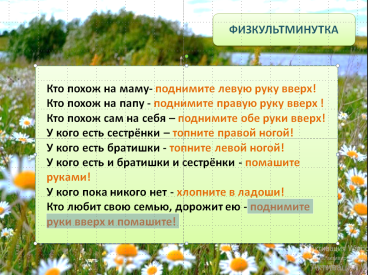 ФИЗКУЛЬТМИНУТКА
Кто похож на маму- поднимите левую руку вверх!
Кто похож на папу - поднимите правую руку вверх !
Кто похож сам на себя – поднимите обе руки вверх!
У кого есть сестрёнки – топните правой ногой!
У кого есть братишки - топните левой ногой!
У кого есть и братишки и сестрёнки - помашите
руками!
У кого пока никого нет - хлопните в ладоши!
Кто любит свою семью, дорожит ею - поднимите
руки вверх и помашите!